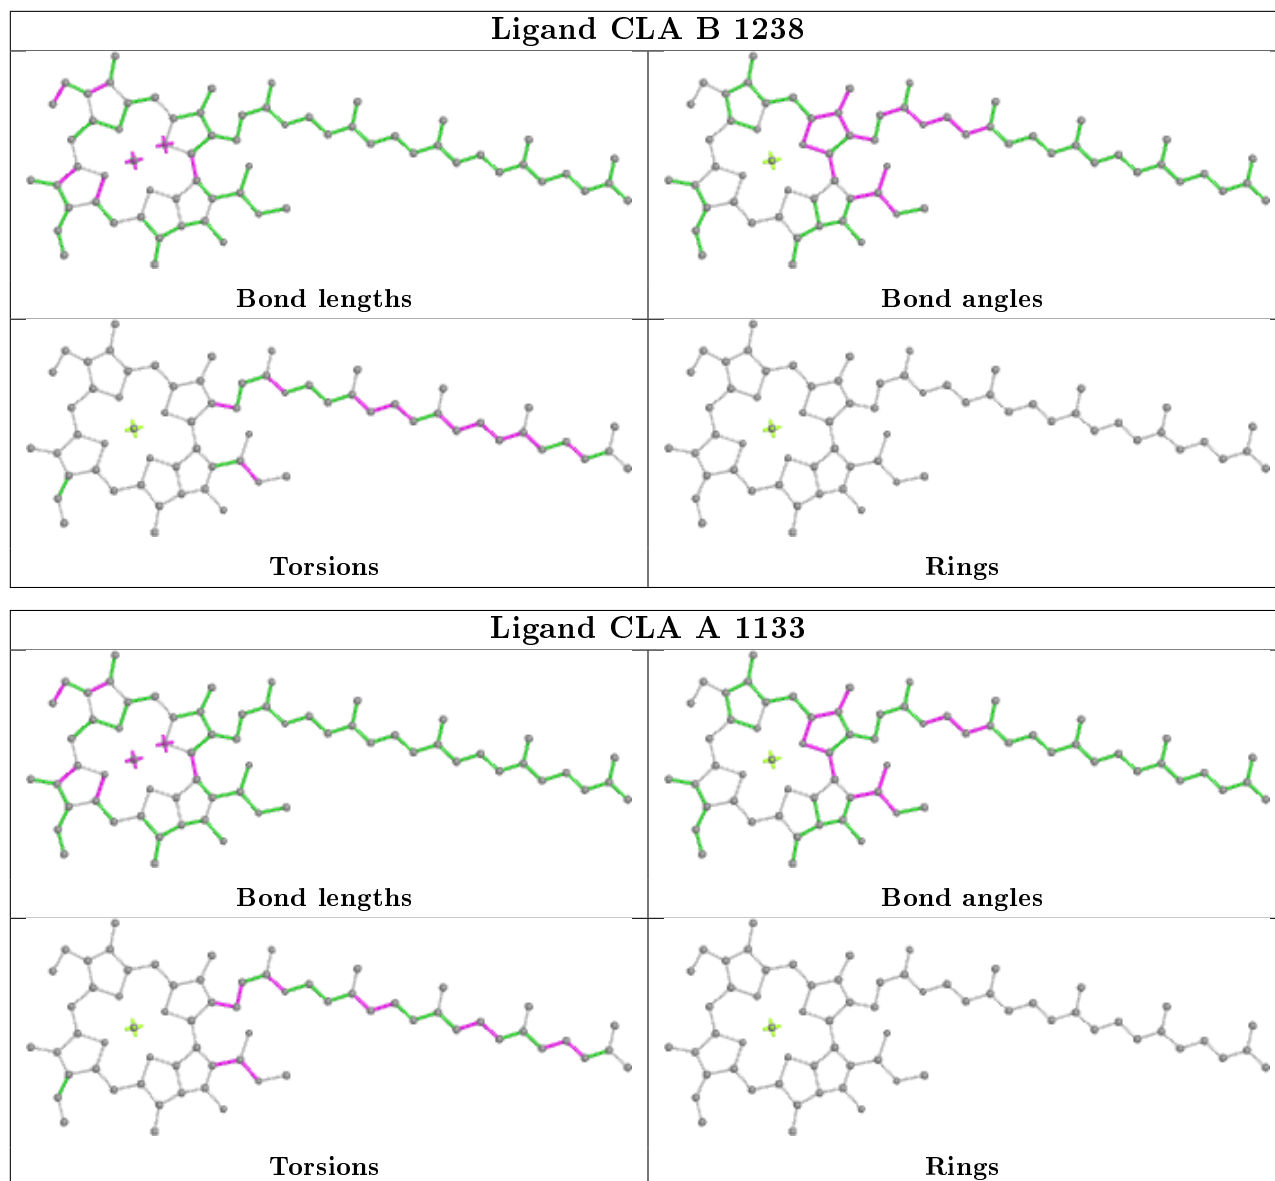 Ligand CLA B 1238
Bond lengths
Bond angles
Torsions
Rings
Ligand CLA A 1133
Bond lengths
Bond angles
Torsions
Rings